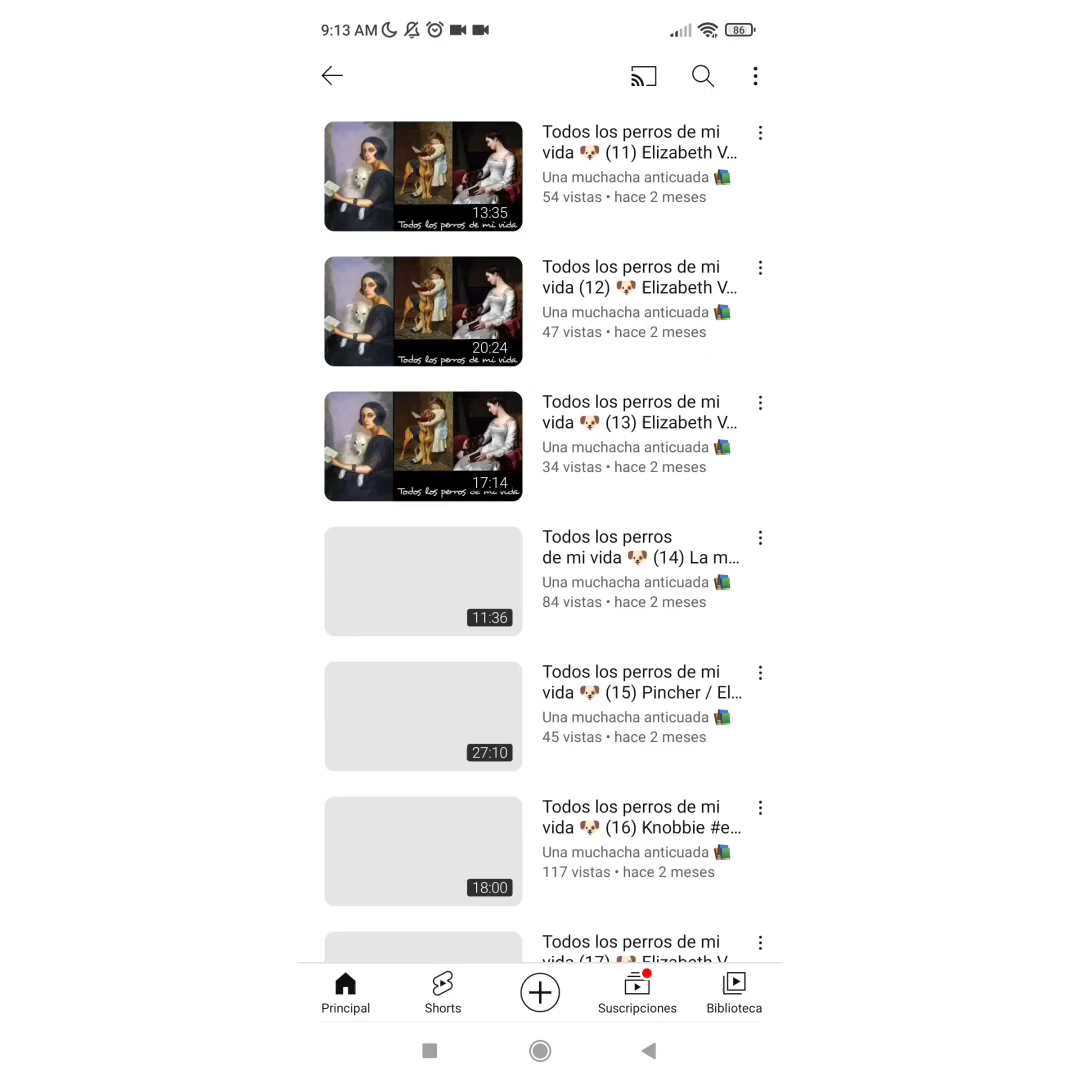 9:13 AM
86
Todos los perros de mi
vida 🐶 (11) Elizabeth V...
Una muchacha anticuada 📚
54 vistas • hace 2 meses
13:35
Todos los perros de mi vida
Todos los perros de mi
vida (12) 🐶 Elizabeth V...
Una muchacha anticuada 📚
47 vistas • hace 2 meses
20:24
Todos los perros de mi vida
Todos los perros de mi
vida 🐶 (13) Elizabeth V...
Una muchacha anticuada 📚
34 vistas • hace 2 meses
17:14
Todos los perros de mi vida
Todos los perros
de mi vida 🐶 (14) La m...
Una muchacha anticuada 📚
84 vistas • hace 2 meses
11:36
Todos los perros de mi
vida 🐶 (15) Pincher / El...
Una muchacha anticuada 📚
45 vistas • hace 2 meses
27:10
Todos los perros de mi
vida 🐶 (16) Knobbie #e...
Una muchacha anticuada 📚
117 vistas • hace 2 meses
18:00
Todos los perros de mi
vida (17) 🐶 Elizabeth V...
Principal
Shorts
Suscripciones
Biblioteca